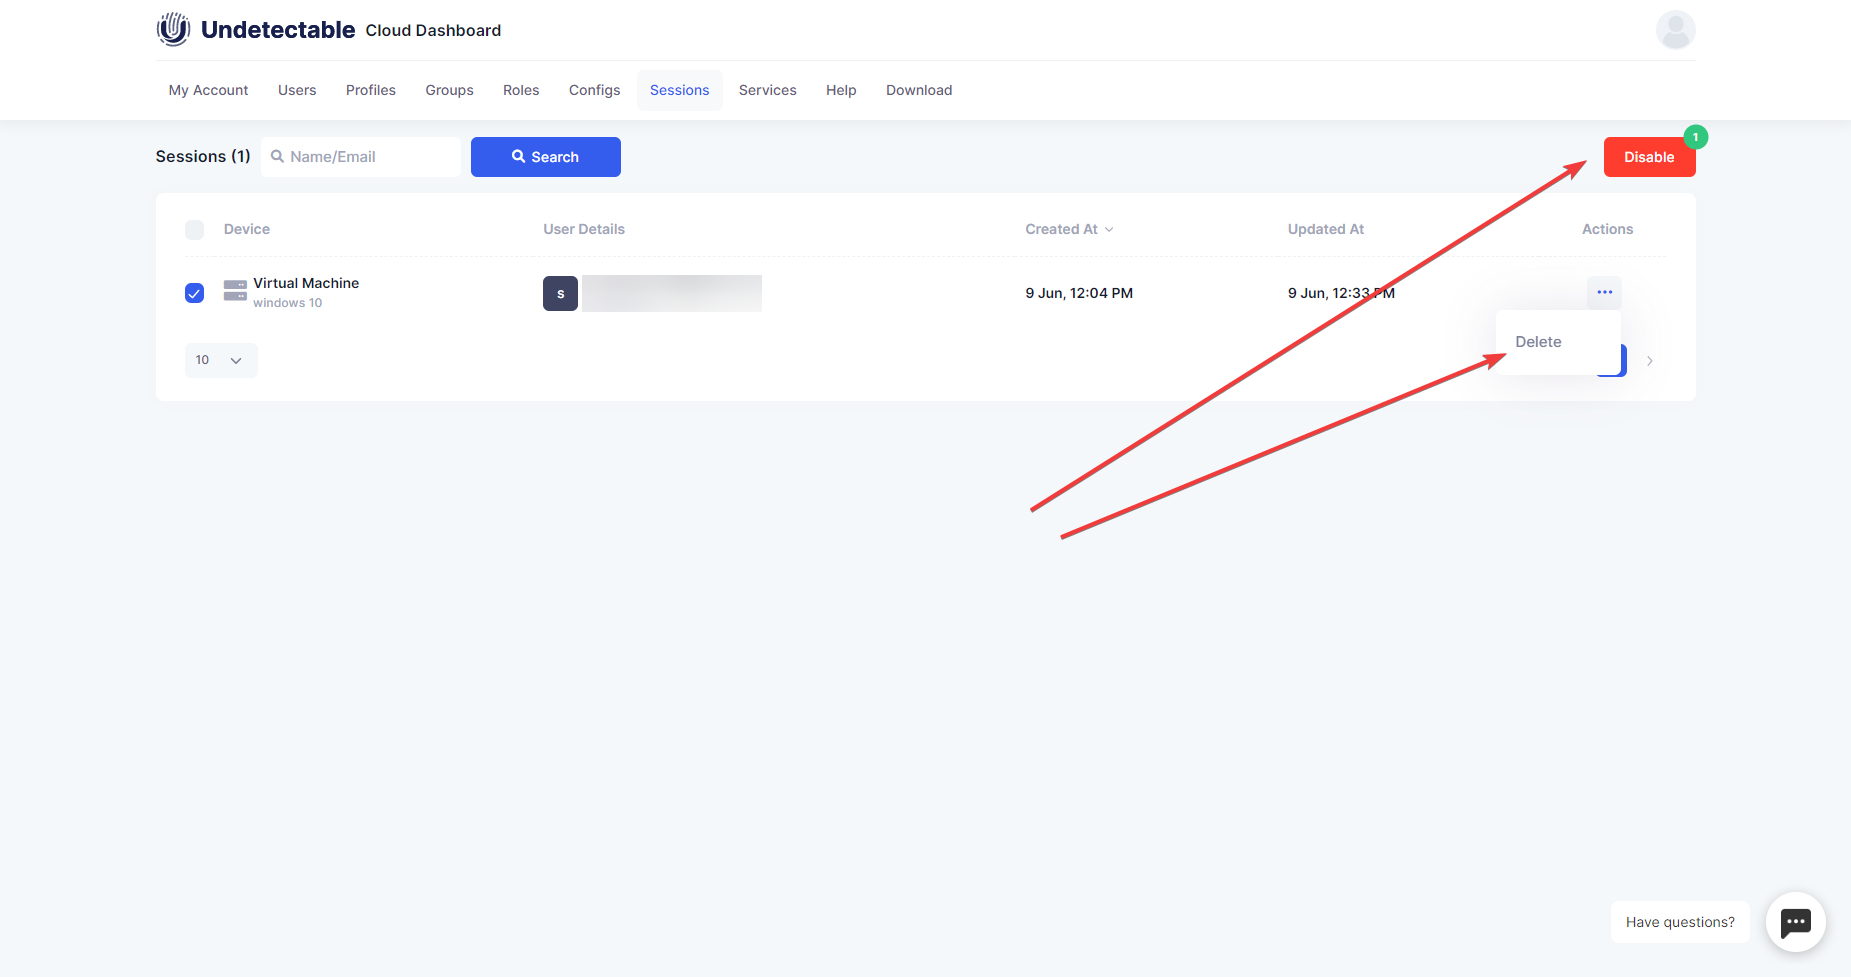 Undetectable Cloud Dashboard
My Account Users Profiles Groups Roles Configs Sessions Services Help Download
Sessions (1) Name/Email Search Disable 1
Device User Details Created At Updated At Actions
Virtual Machine
windows 10
S
9 Jun, 12:04 PM 9 Jun, 12:33 PM
Delete
10
Have questions?